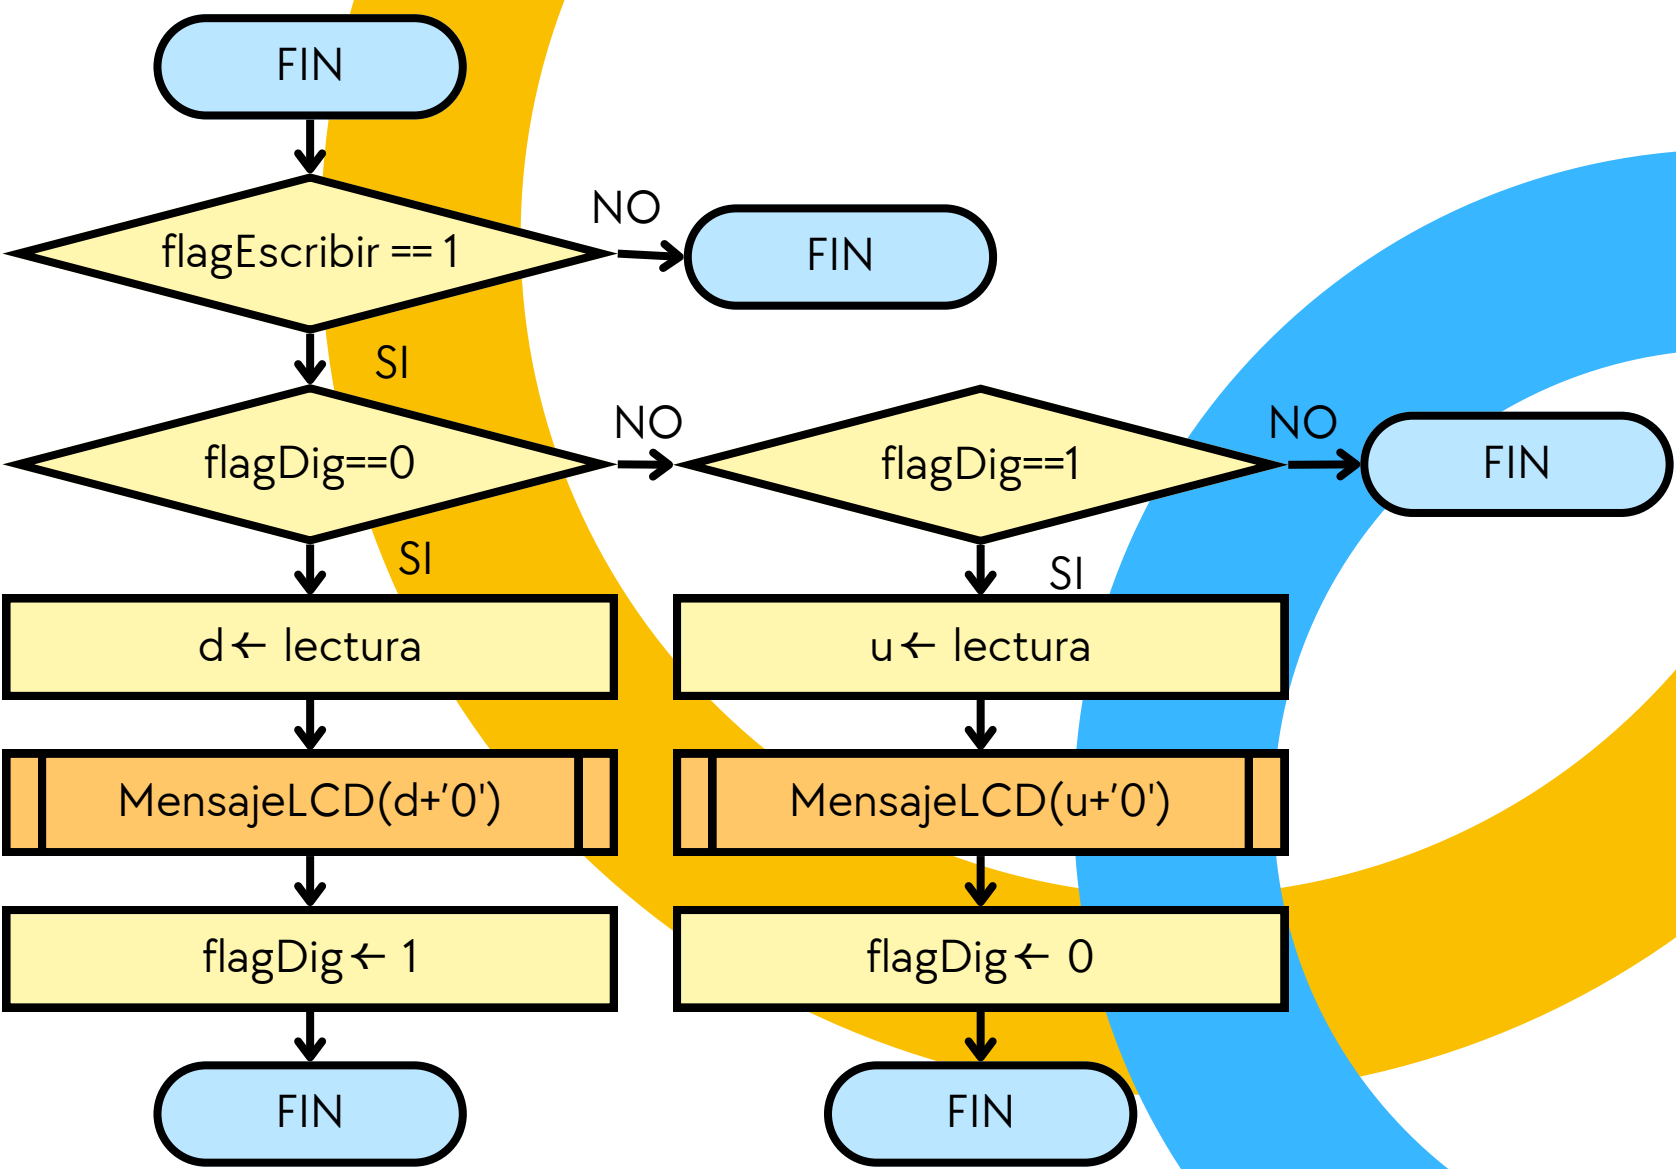 FIN
flagEscribir == 1
NO
FIN
SI
flagDig==0
NO
flagDig==1
NO
FIN
SI
SI
d← lectura
u← lectura
MensajeLCD(d+’0')
MensajeLCD(u+’0')
flagDig← 1
flagDig← 0
FIN
FIN